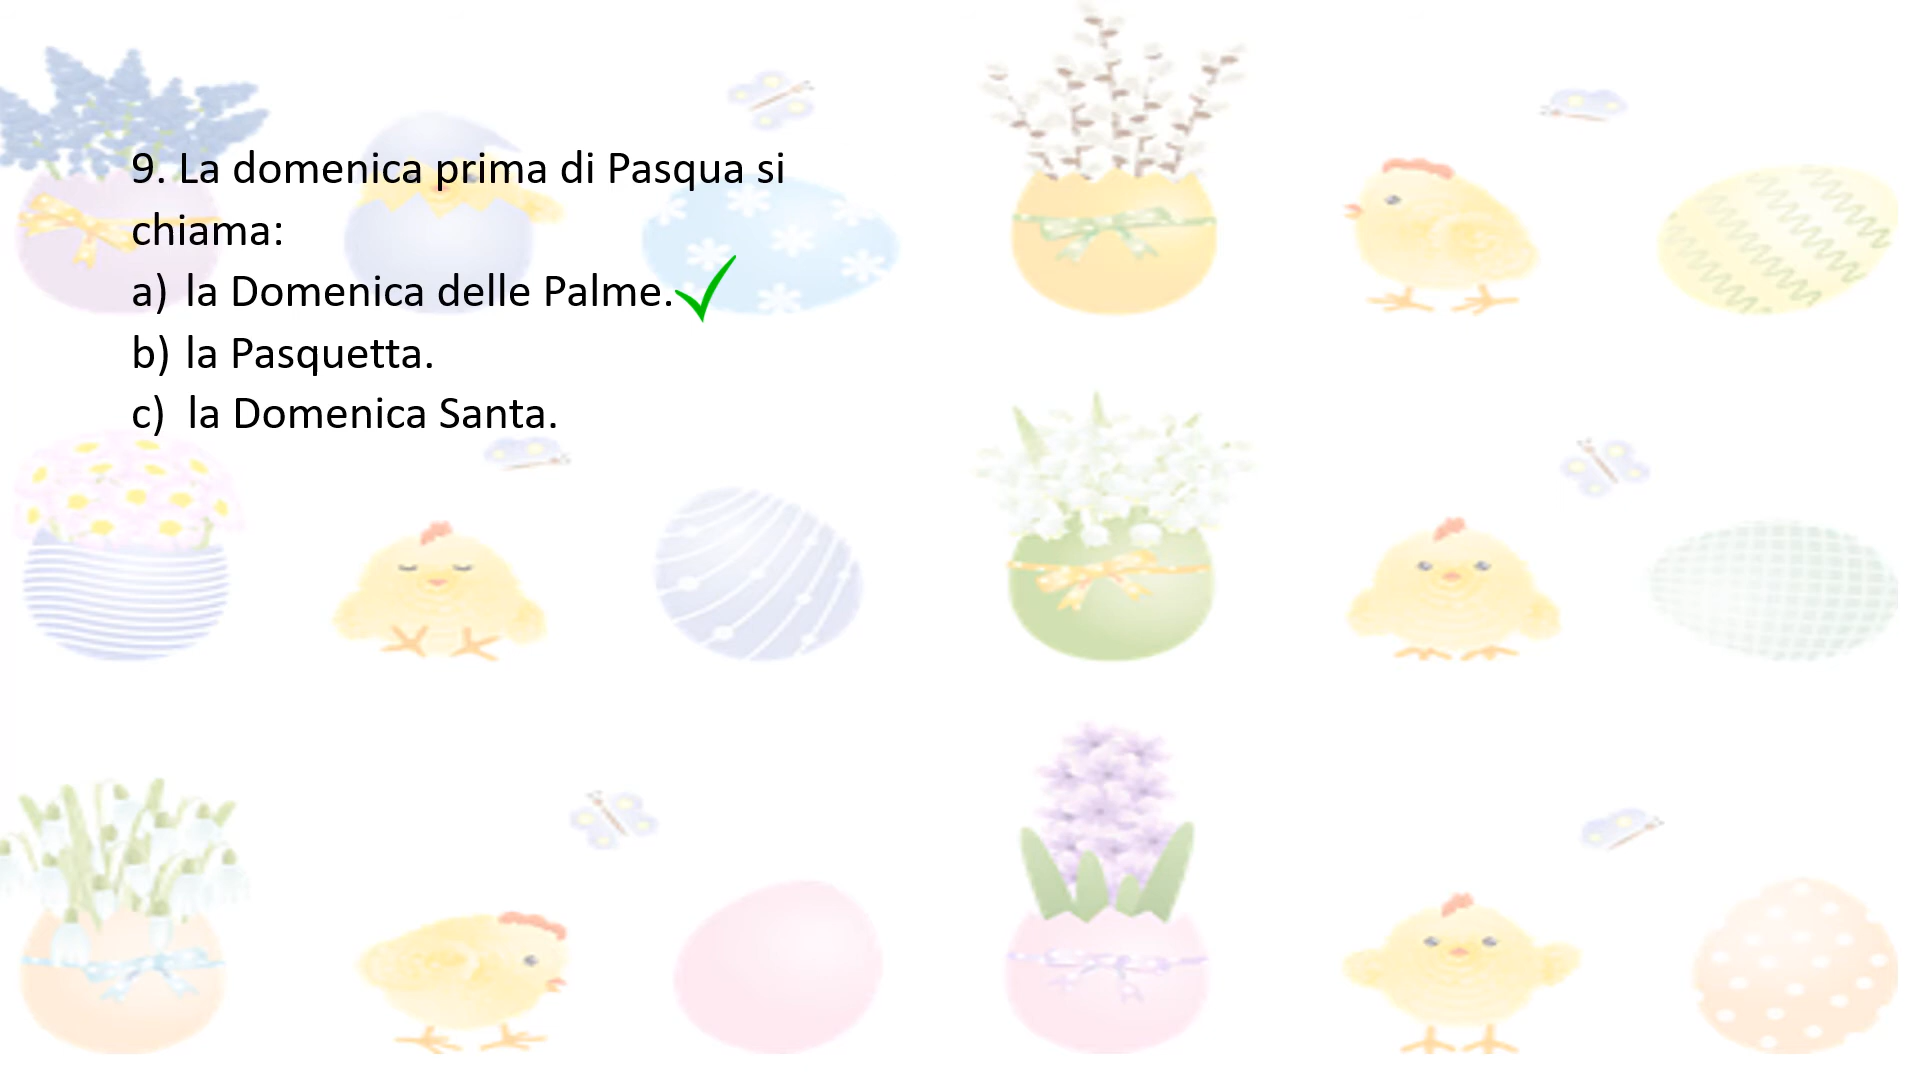 9. La domenica prima di Pasqua si
chiama:
a) la Domenica delle Palme.
b) la Pasquetta.
c) la Domenica Santa.